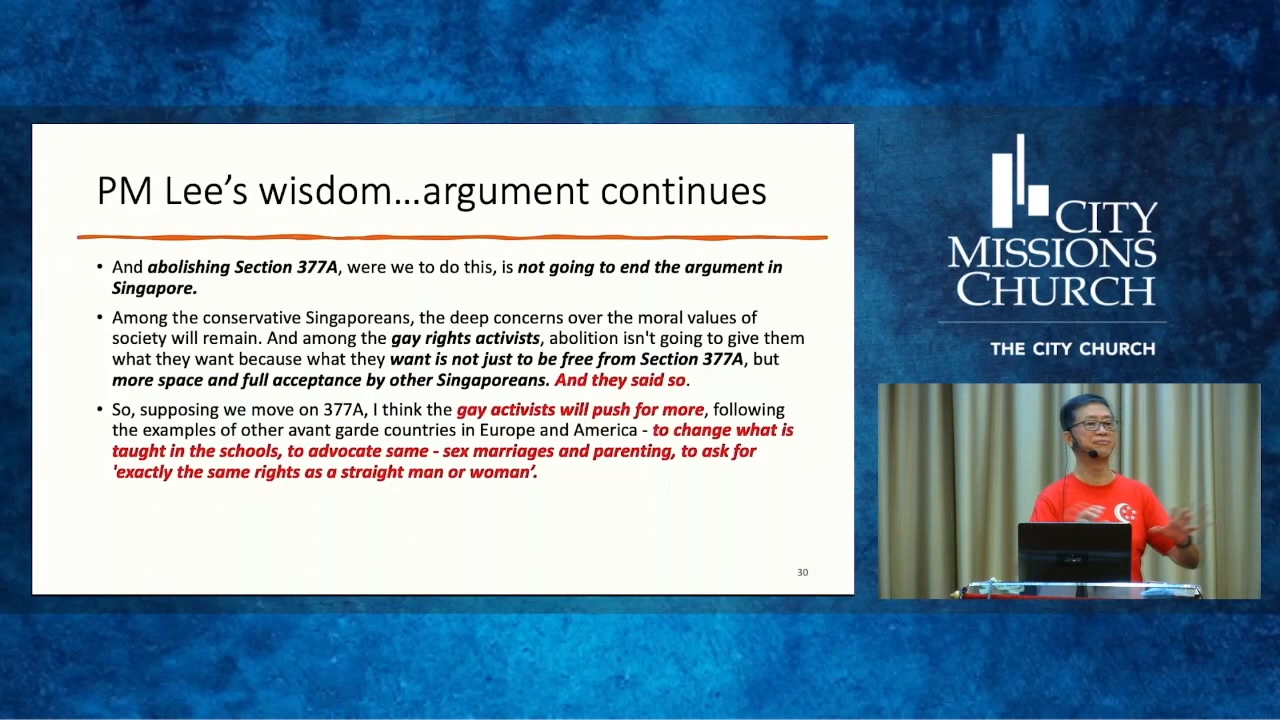 PM Lee’s wisdom…argument continues
• And abolishing Section 377A, were we to do this, is not going to end the argument in
Singapore.
• Among the conservative Singaporeans, the deep concerns over the moral values of
society will remain. And among the gay rights activists, abolition isn't going to give them
what they want because what they want is not just to be free from Section 377A, but
more space and full acceptance by other Singaporeans. And they said so.
• So, supposing we move on 377A, I think the gay activists will push for more, following
the examples of other avant garde countries in Europe and America - to change what is
taught in the schools, to advocate same - sex marriages and parenting, to ask for
'exactly the same rights as a straight man or woman’.
30
CITY
MISSIONS
CHURCH
THE CITY CHURCH